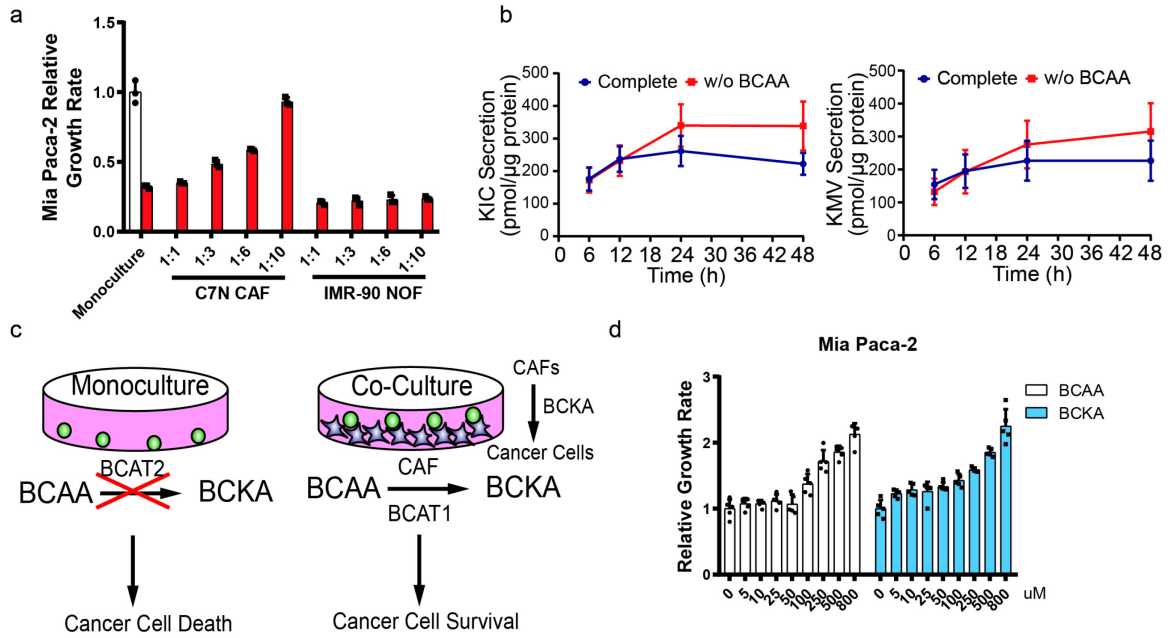 a
Mia Paca-2 Relative
Growth Rate
1.5
1.0
0.5
0.0
Monoculture
1:1
1:3
1:6
1:10
1:1
1:3
1:6
1:10
C7N CAF
IMR-90 NOF
b
Complete
w/o BCAA
KIC Secretion
(pmol/μg protein)
500
400
300
200
100
0
0 6 12 18 24 30 36 42 48
Time (h)
Complete
w/o BCAA
KMV Secretion
(pmol/μg protein)
500
400
300
200
100
0
0 6 12 18 24 30 36 42 48
Time (h)
c
Monoculture
BCAT2
BCAA
BCKA
Cancer Cell Death
Co-Culture
CAFs
BCKA
Cancer Cells
CAF
BCAA
BCKA
BCAT1
Cancer Cell Survival
d
Mia Paca-2
Relative Growth Rate
3
2
1
0
5
10
25
50
100
250
500
800
0
5
10
25
50
100
250
500
800
uM
BCAA
BCKA